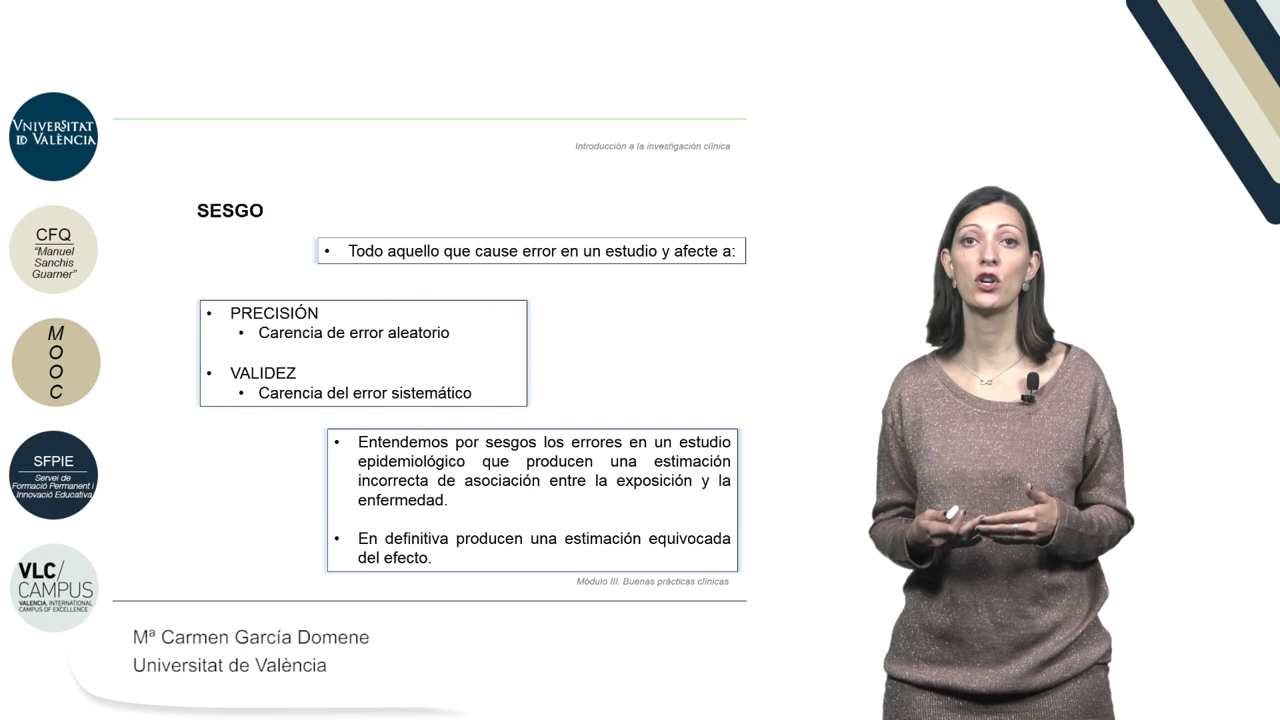 VNIVERSITAT
ID VALÈNCIA
CFQ
“Manuel
Sanchis
Guarner”
M
O
O
C
SFPIE
Servei de
Formació Permanent i
Innovació Educativa
VLC/
CAMPUS
VALENCIA, INTERNATIONAL
CAMPUS OF EXCELLENCE
Introducción a la investigación clínica
SESGO
• Todo aquello que cause error en un estudio y afecte a:
• PRECISIÓN
• Carencia de error aleatorio
• VALIDEZ
• Carencia del error sistemático
• Entendemos por sesgos los errores en un estudio
epidemiológico que producen una estimación
incorrecta de asociación entre la exposición y la
enfermedad.
• En definitiva producen una estimación equivocada
del efecto.
Módulo III. Buenas prácticas clínicas
Mª Carmen García Domene
Universitat de València